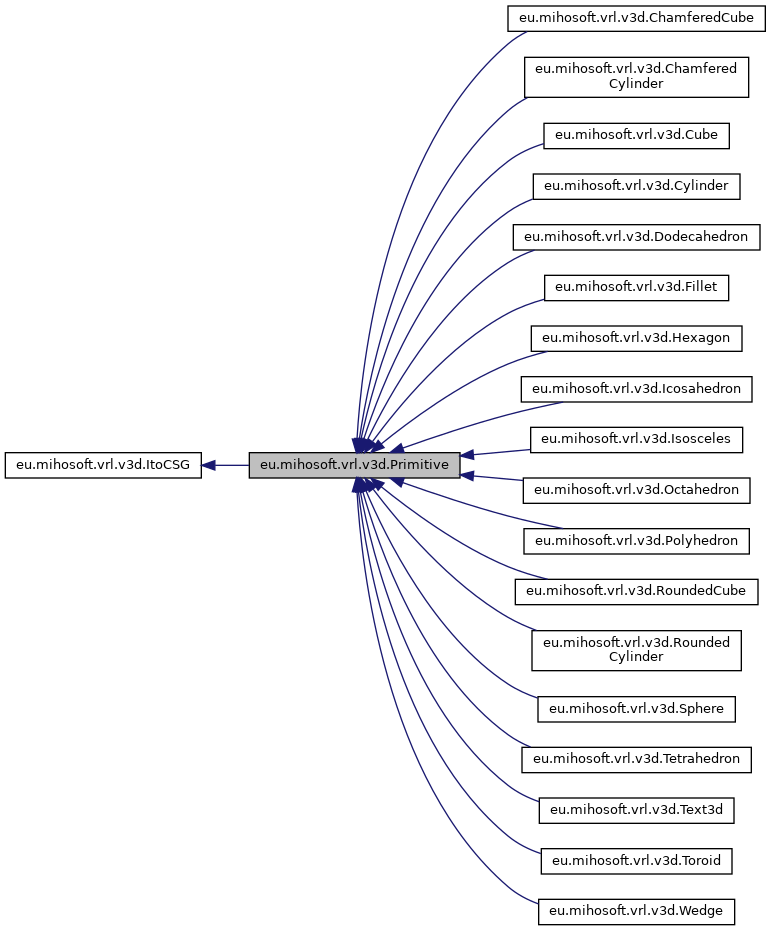 eu.mihosoft.vrl.v3d.ChamferedCube
eu.mihosoft.vrl.v3d.Chamfered
Cylinder
eu.mihosoft.vrl.v3d.Cube
eu.mihosoft.vrl.v3d.Cylinder
eu.mihosoft.vrl.v3d.Dodecahedron
eu.mihosoft.vrl.v3d.Fillet
eu.mihosoft.vrl.v3d.Hexagon
eu.mihosoft.vrl.v3d.Icosahedron
eu.mihosoft.vrl.v3d.Isosceles
eu.mihosoft.vrl.v3d.ItoCSG
eu.mihosoft.vrl.v3d.Primitive
eu.mihosoft.vrl.v3d.Octahedron
eu.mihosoft.vrl.v3d.Polyhedron
eu.mihosoft.vrl.v3d.RoundedCube
eu.mihosoft.vrl.v3d.Rounded
Cylinder
eu.mihosoft.vrl.v3d.Sphere
eu.mihosoft.vrl.v3d.Tetrahedron
eu.mihosoft.vrl.v3d.Text3d
eu.mihosoft.vrl.v3d.Toroid
eu.mihosoft.vrl.v3d.Wedge